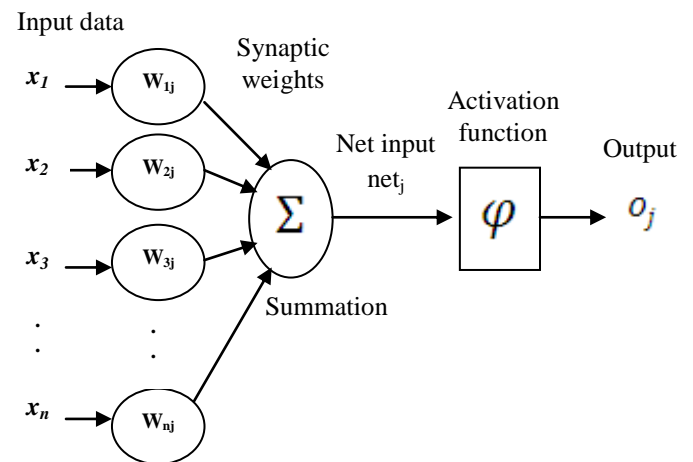 Input data
Synaptic
weights
x1
W1j
Activation
function
Net input
netj
Output
x2
W2j
Σ
φ
oj
x3
W3j
Summation
.
.
.
.
xn
Wnj